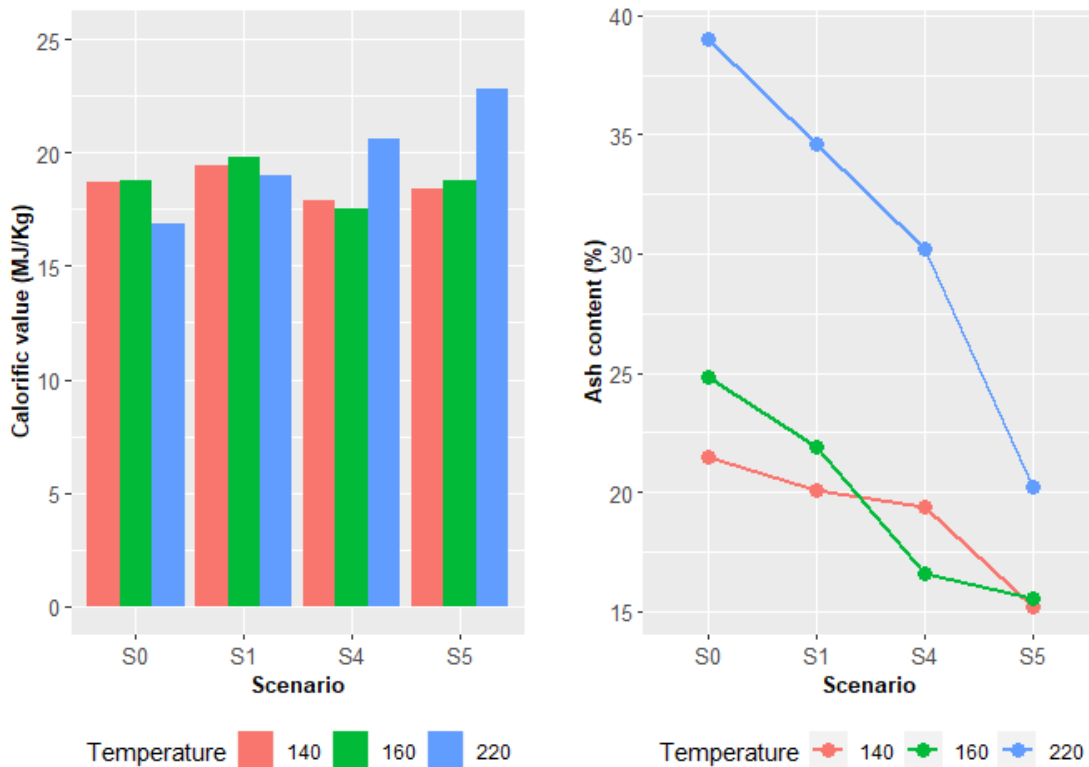 Calorific value (MJ/Kg)
25
20
15
10
5
0
S0 S1 S4 S5
Scenario
Temperature 140 160 220
Ash content (%)
40
35
30
25
20
15
S0 S1 S4 S5
Scenario
Temperature 140 160 220